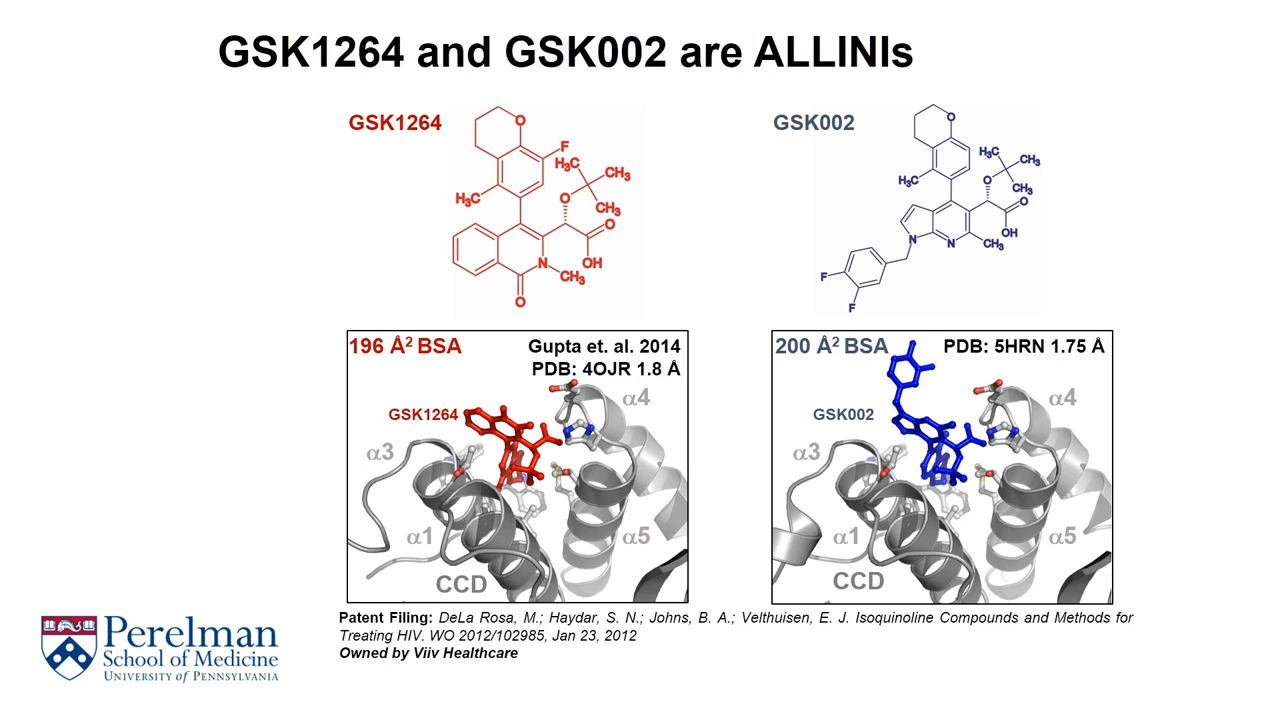 GSK1264 and GSK002 are ALLINIs
GSK1264
O
F
H₃C
CH₃
H₃C
O
CH₃
O
OH
N
CH₃
O
GSK002
O
H₃C
CH₃
H₃C
O
CH₃
O
OH
N
N
CH₃
F
F
196 Å² BSA
Gupta et. al. 2014
PDB: 4OJR 1.8 Å
GSK1264
α4
α3
α1
α5
CCD
200 Å² BSA
PDB: 5HRN 1.75 Å
GSK002
α4
α3
α1
α5
CCD
Patent Filing: DeLa Rosa, M.; Haydar, S. N.; Johns, B. A.; Velthuisen, E. J. Isoquinoline Compounds and Methods for
Treating HIV. WO 2012/102985, Jan 23, 2012
Owned by Viiv Healthcare
Perelman
School of Medicine
University of Pennsylvania